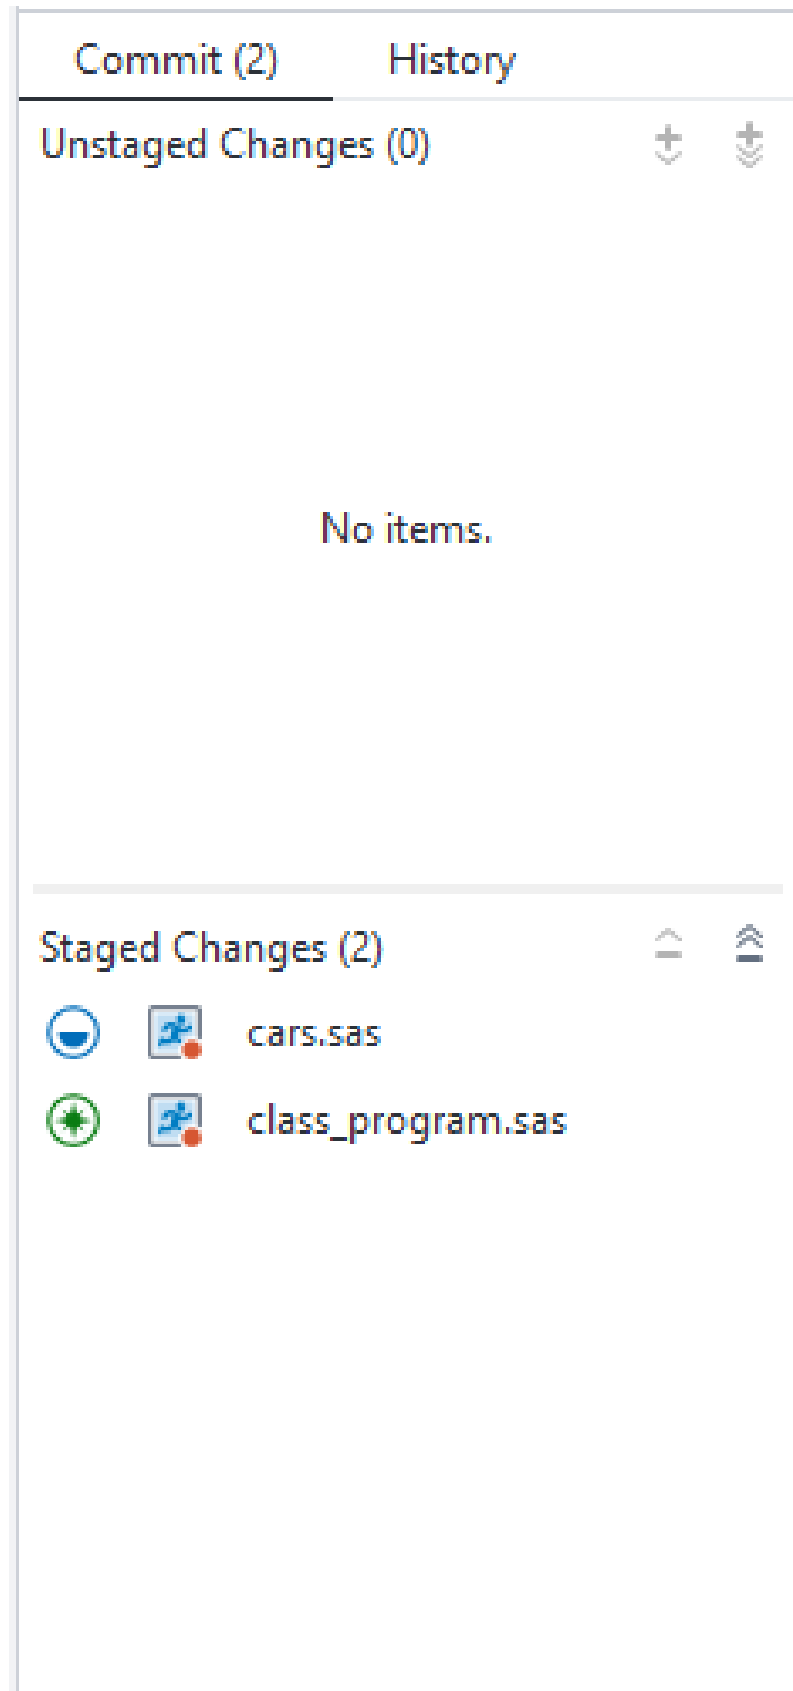 Commit (2) History
Unstaged Changes (0)
No items.
Staged Changes (2)
cars.sas
class_program.sas